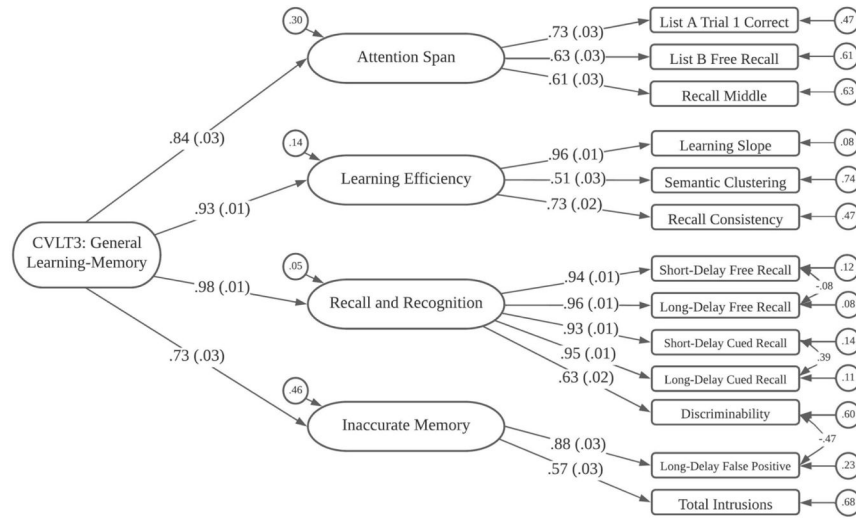 .30
.73 (.03)
List A Trial 1 Correct
.47
Attention Span
.63 (.03)
List B Free Recall
.61
.61 (.03)
Recall Middle
.63
.84 (.03)
.14
.96 (.01)
Learning Slope
.08
Learning Efficiency
.51 (.03)
Semantic Clustering
.74
.93 (.01)
.73 (.02)
Recall Consistency
.47
CVLT3: General
Learning-Memory
.05
.94 (.01)
Short-Delay Free Recall
.12
-.08
.98 (.01)
Recall and Recognition
.96 (.01)
Long-Delay Free Recall
.08
.93 (.01)
Short-Delay Cued Recall
.14
.39
.95 (.01)
Long-Delay Cued Recall
.11
.73 (.03)
.63 (.02)
Discriminability
.60
.46
-.47
Inaccurate Memory
.88 (.03)
Long-Delay False Positive
.23
.57 (.03)
Total Intrusions
.68